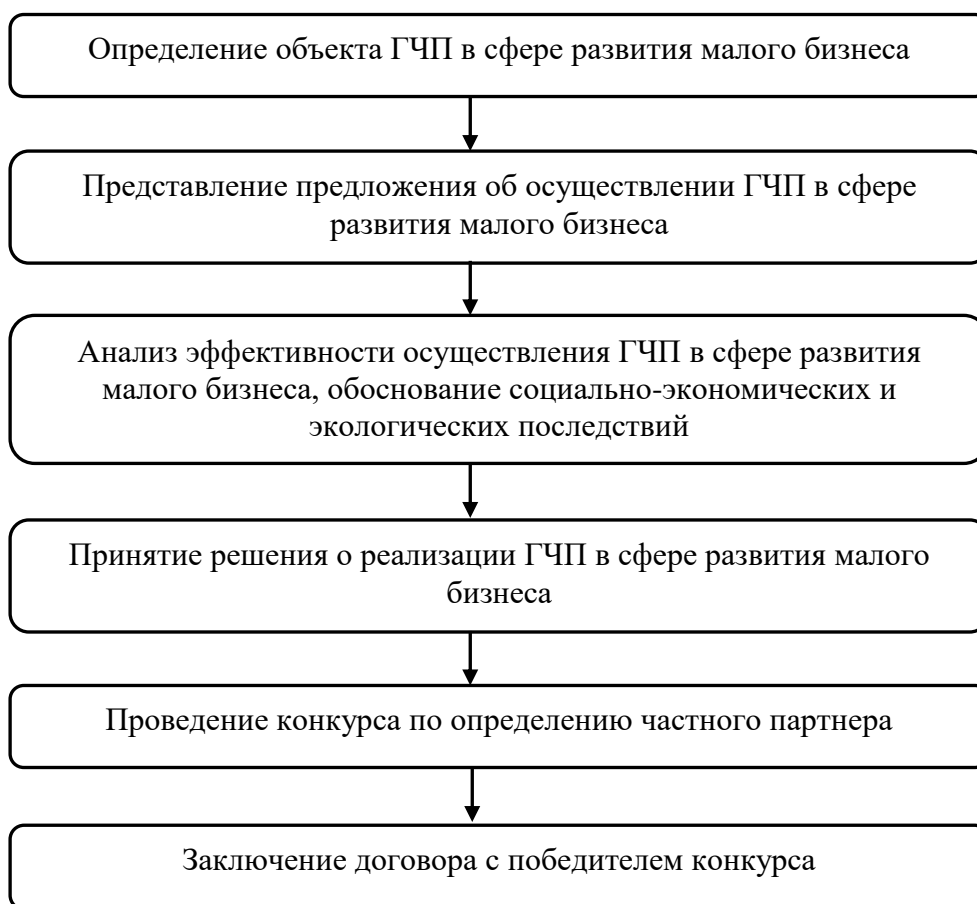 Определение объекта ГЧП в сфере развития малого бизнеса
Представление предложения об осуществлении ГЧП в сфере
развития малого бизнеса
Анализ эффективности осуществления ГЧП в сфере развития
малого бизнеса, обоснование социально-экономических и
экологических последствий
Принятие решения о реализации ГЧП в сфере развития малого
бизнеса
Проведение конкурса по определению частного партнера
Заключение договора с победителем конкурса